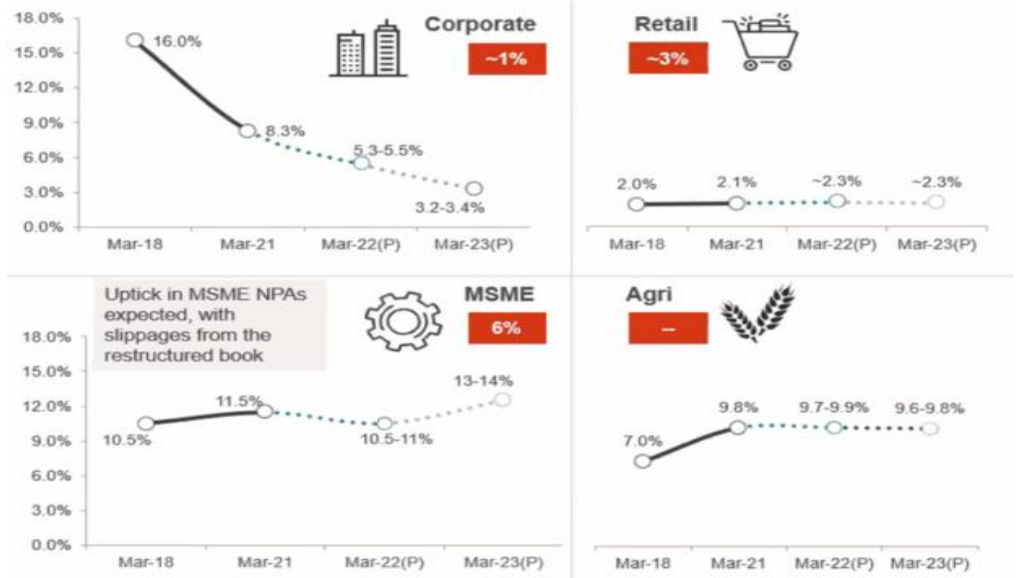 18.0%
15.0%
12.0%
9.0%
6.0%
3.0%
0.0%
Corporate
~1%
16.0%
8.3%
5.3-5.5%
3.2-3.4%
Mar-18 Mar-21 Mar-22(P) Mar-23(P)
Retail
~3%
2.0% 2.1% ~2.3% ~2.3%
Mar-18 Mar-21 Mar-22(P) Mar-23(P)
Uptick in MSME NPAs
expected, with
slippages from the
restructured book
MSME
6%
18.0%
15.0%
12.0%
9.0%
6.0%
3.0%
0.0%
10.5%
11.5%
10.5-11%
13-14%
Mar-18 Mar-21 Mar-22(P) Mar-23(P)
Agri
--
7.0%
9.8% 9.7-9.9% 9.6-9.8%
Mar-18 Mar-21 Mar-22(P) Mar-23(P)